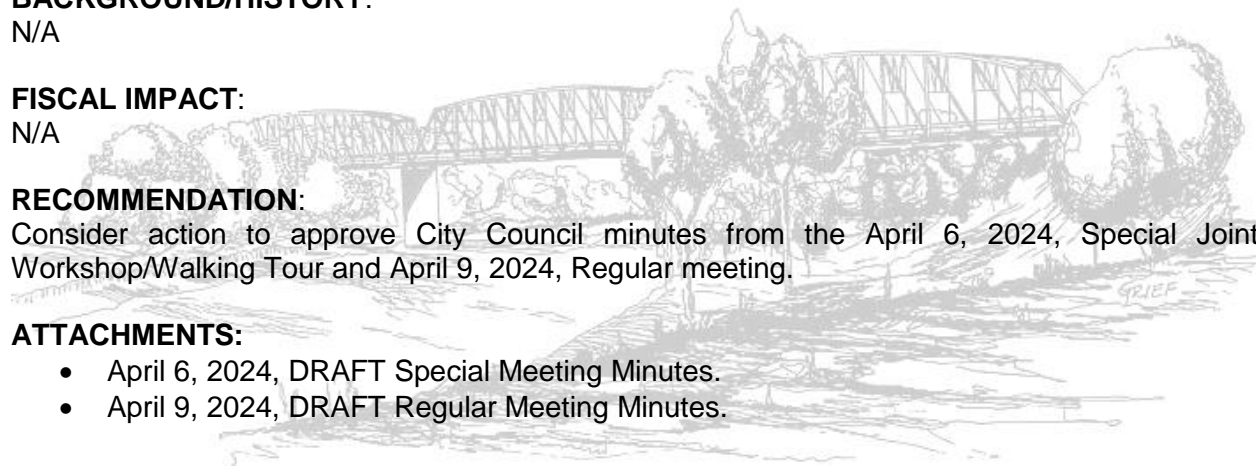 BACKGROUND/HISTORY:
N/A
FISCAL IMPACT:
N/A
RECOMMENDATION:
Consider action to approve City Council minutes from the April 6, 2024, Special Joint
Workshop/Walking Tour and April 9, 2024, Regular meeting.
GRIEF
ATTACHMENTS:
• April 6, 2024, DRAFT Special Meeting Minutes.
• April 9, 2024, DRAFT Regular Meeting Minutes.